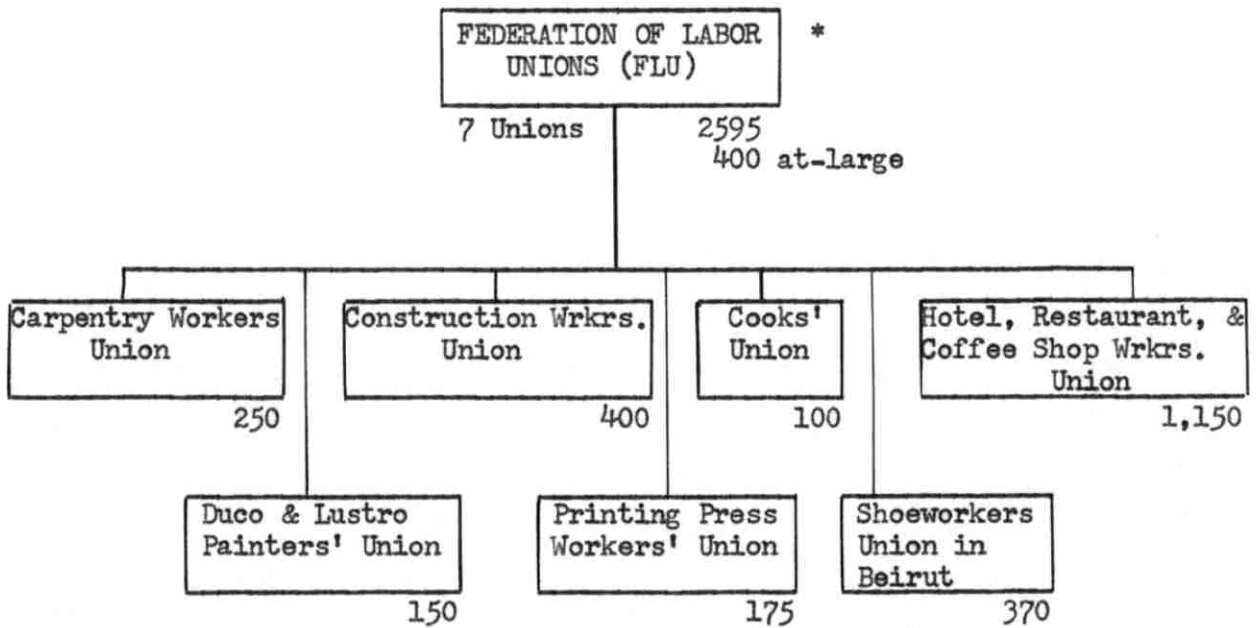 FEDERATION OF LABOR *
UNIONS (FLU)
7 Unions 2595
400 at-large
Carpentry Workers
Union
250
Construction Wrkrs.
Union
400
Cooks'
Union
100
Hotel, Restaurant, &
Coffee Shop Wrkrs.
Union
1,150
Duco & Lustro
Painters' Union
150
Printing Press
Workers' Union
175
Shoeworkers
Union in
Beirut
370